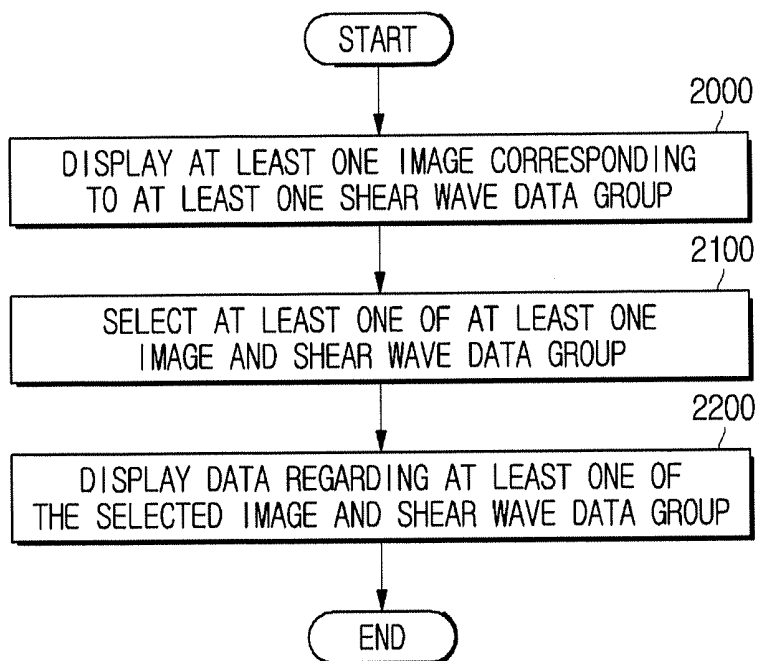 START
2000
DISPLAY AT LEAST ONE IMAGE CORRESPONDING
TO AT LEAST ONE SHEAR WAVE DATA GROUP
2100
SELECT AT LEAST ONE OF AT LEAST ONE
IMAGE AND SHEAR WAVE DATA GROUP
2200
DISPLAY DATA REGARDING AT LEAST ONE OF
THE SELECTED IMAGE AND SHEAR WAVE DATA GROUP
END